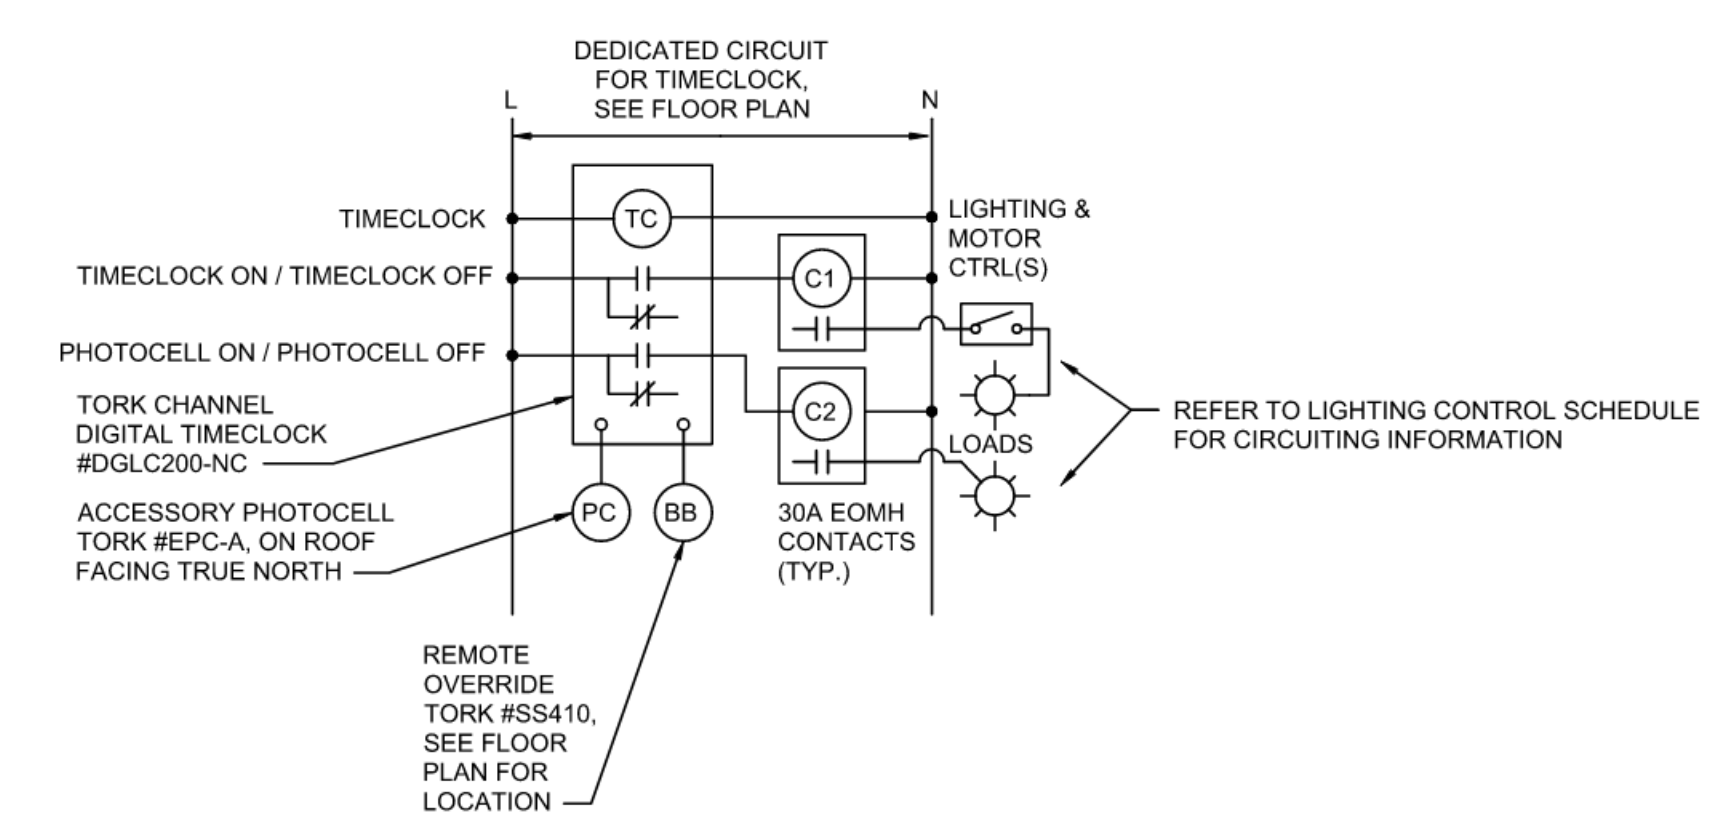 DEDICATED CIRCUIT
FOR TIMECLOCK,
SEE FLOOR PLAN
L
N
TIMECLOCK
TC
LIGHTING &
MOTOR
CTRL(S)
TIMECLOCK ON / TIMECLOCK OFF
C1
PHOTOCELL ON / PHOTOCELL OFF
TORK CHANNEL
DIGITAL TIMECLOCK
#DGLC200-NC
C2
LOADS
REFER TO LIGHTING CONTROL SCHEDULE
FOR CIRCUITING INFORMATION
ACCESSORY PHOTOCELL
TORK #EPC-A, ON ROOF
FACING TRUE NORTH
PC
BB
30A EOMH
CONTACTS
(TYP.)
REMOTE
OVERRIDE
TORK #SS410,
SEE FLOOR
PLAN FOR
LOCATION